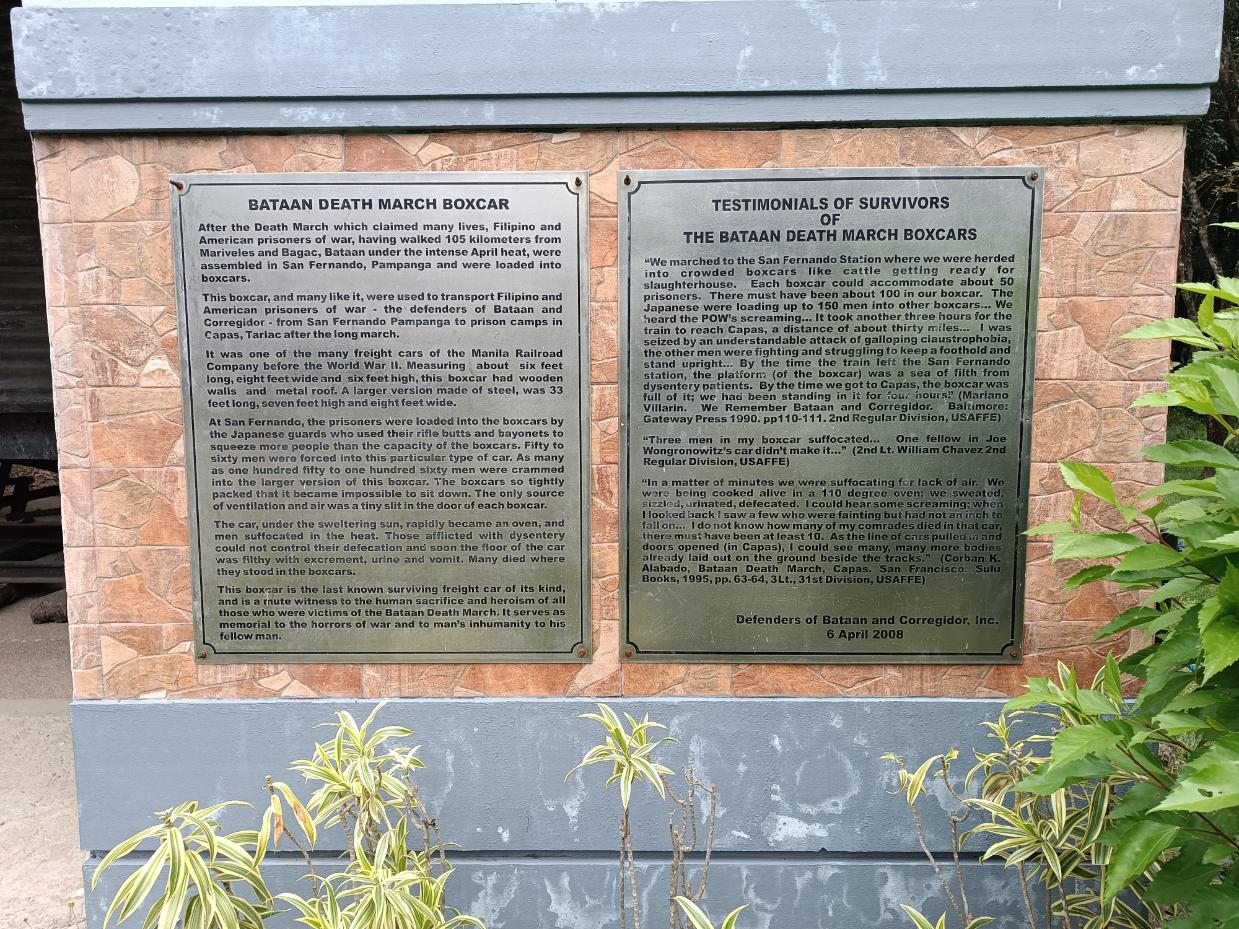 BATAAN DEATH MARCH BOXCAR
After the Death March which claimed many lives, Filipino and
American prisoners of war, having walked 105 kilometers from
Mariveles and Bagac, Bataan under the intense April heat, were
assembled in San Fernando, Pampanga and were loaded into
boxcars.
This boxcar, and many like it, were used to transport Filipino and
American prisoners of war - the defenders of Bataan and
Corregidor - from San Fernando Pampanga to prison camps in
Capas, Tarlac after the long march.
It was one of the many freight cars of the Manila Railroad
Company before the World War II. Measuring about six feet
long, eight feet wide and six feet high, this boxcar had wooden
walls and metal roof. A larger version made of steel, was 33
feet long, seven feet high and eight feet wide.
At San Fernando, the prisoners were loaded into the boxcars by
the Japanese guards who used their rifle butts and bayonets to
squeeze more people than the capacity of the boxcars. Fifty to
sixty men were forced into this particular type of car. As many
as one hundred fifty to one hundred sixty men were crammed
into the larger version of this boxcar. The boxcars so tightly
packed that it became impossible to sit down. The only source
of ventilation and air was a tiny slit in the door of each boxcar.
The car, under the sweltering sun, rapidly became an oven, and
men suffocated in the heat. Those afflicted with dysentery
could not control their defecation and soon the floor of the car
was filthy with excrement, urine and vomit. Many died where
they stood in the boxcars.
This boxcar is the last known surviving freight car of its kind,
and is a mute witness to the human sacrifice and heroism of all
those who were victims of the Bataan Death March. It serves as
memorial to the horrors of war and to man's inhumanity to his
fellow man.
TESTIMONIALS OF SURVIVORS
OF
THE BATAAN DEATH MARCH BOXCARS
“We marched to the San Fernando Station where we were herded
into crowded boxcars like cattle getting ready for
slaughterhouse. Each boxcar could accommodate about 50
prisoners. There must have been about 100 in our boxcar. The
Japanese were loading up to 150 men into other boxcars... We
heard the POW's screaming... It took another three hours for the
train to reach Capas, a distance of about thirty miles... I was
seized by an understandable attack of galloping claustrophobia,
the other men were fighting and struggling to keep a foothold and
stand upright... By the time the train left the San Fernando
station, the platform (of the boxcar) was a sea of filth from
dysentery patients. By the time we got to Capas, the boxcar was
full of it; we had been standing in it for four hours.” (Mariano
Villarin. We Remember Bataan and Corregidor. Baltimore:
Gateway Press 1990. pp110-111. 2nd Regular Division, USAFFE)
“Three men in my boxcar suffocated... One fellow in Joe
Wongronowitz's car didn't make it...” (2nd Lt. William Chavez 2nd
Regular Division, USAFFE)
“In a matter of minutes we were suffocating for lack of air. We
were being cooked alive in a 110 degree oven; we sweated,
sizzled, urinated, defecated. I could hear some screaming; when
I looked back I saw a few who were fainting but had not an inch to
fall on... I do not know how many of my comrades died in that car,
there must have been at least 10. As the line of cars pulled in and
doors opened (in Capas), I could see many, many more bodies
already laid out on the ground beside the tracks.” (Corban K.
Alabado, Bataan Death March, Capas. San Francisco: Sulu
Books, 1995, pp. 63-64, 3Lt., 31st Division, USAFFE)
Defenders of Bataan and Corregidor, Inc.
6 April 2008